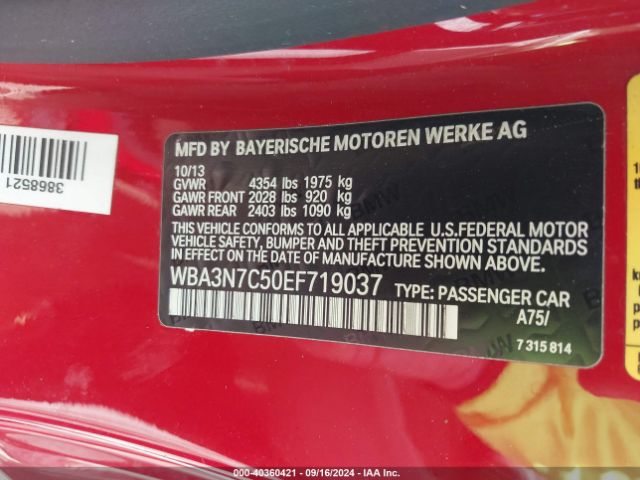 3868521
MFD BY BAYERISCHE MOTOREN WERKE AG
10/13
GVWR 4354 lbs 1975 kg
GAWR FRONT 2028 lbs 920 kg
GAWR REAR 2403 lbs 1090 kg
THIS VEHICLE CONFORMS TO ALL APPLICABLE U.S.FEDERAL MOTOR
VEHICLE SAFETY, BUMPER AND THEFT PREVENTION STANDARDS
IN EFFECT ON THE DATE OF MANUFACTURE SHOWN ABOVE.
WBA3N7C50EF719037 TYPE: PASSENGER CAR
A75/
7 315 814
000-40360421 - 09/16/2024 - IAA Inc.